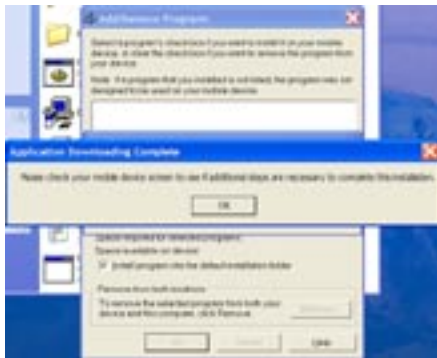 Add/Remove Programs
Select a program's check box if you want to install it on your mobile
device, or clear the check box if you want to remove the program from
your device.
Note: If a program that you installed is not listed, the program was not
designed to be used on your mobile device.
Application Downloading Complete
Please check your mobile device screen to see if additional steps are necessary to complete this installation.
OK
Space required for selected programs:
Space available on device:
Install program into the default installation folder
Remove from both locations
To remove the selected program from both your
device and this computer, click Remove.